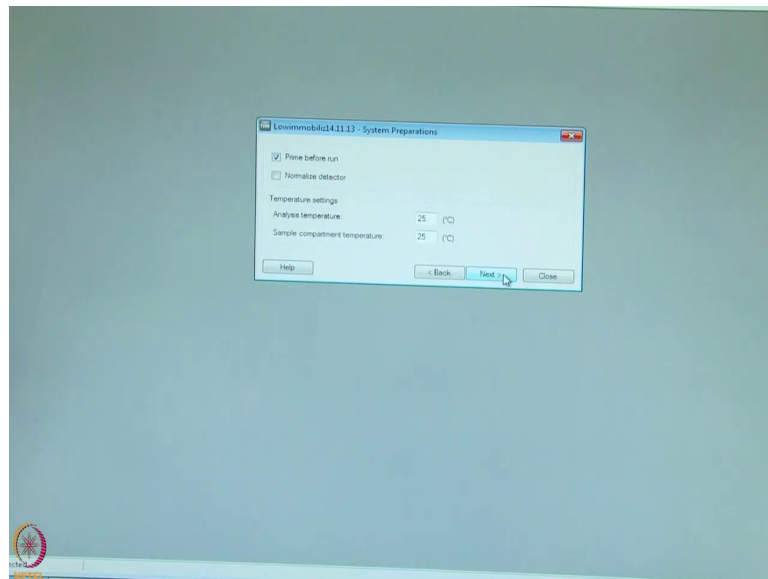 Lowimmobiliz14.11.13 - System Preparations
Prime before run
Normalize detector
Temperature settings
Analysis temperature: 25 (°C)
Sample compartment temperature: 25 (°C)
Help < Back Next > Close
NPTEL